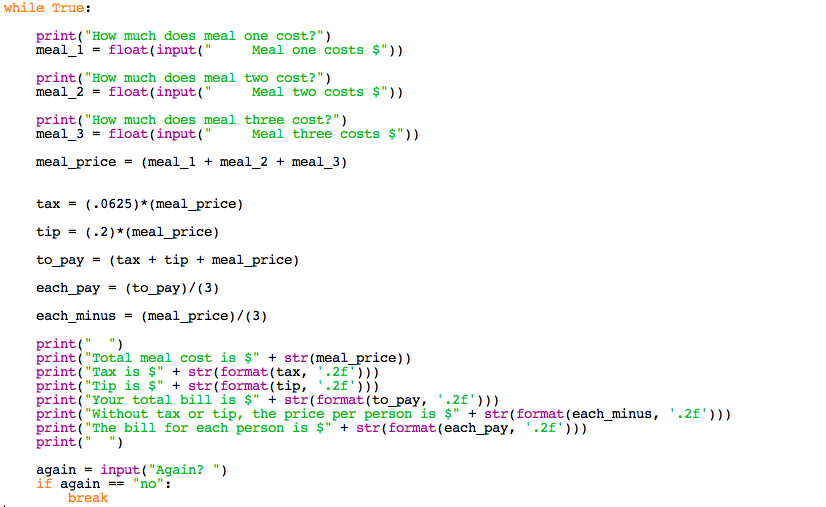 while True:
    print("How much does meal one cost?")
    meal_1 = float(input("     Meal one costs $"))
    print("How much does meal two cost?")
    meal_2 = float(input("     Meal two costs $"))
    print("How much does meal three cost?")
    meal_3 = float(input("     Meal three costs $"))
    meal_price = (meal_1 + meal_2 + meal_3)
    tax = (.0625)*(meal_price)
    tip = (.2)*(meal_price)
    to_pay = (tax + tip + meal_price)
    each_pay = (to_pay)/(3)
    each_minus = (meal_price)/(3)
    print("  ")
    print("Total meal cost is $" + str(meal_price))
    print("Tax is $" + str(format(tax, '.2f')))
    print("Tip is $" + str(format(tip, '.2f')))
    print("Your total bill is $" + str(format(to_pay, '.2f')))
    print("Without tax or tip, the price per person is $" + str(format(each_minus, '.2f')))
    print("The bill for each person is $" + str(format(each_pay, '.2f')))
    print("  ")
    again = input("Again? ")
    if again == "no":
        break